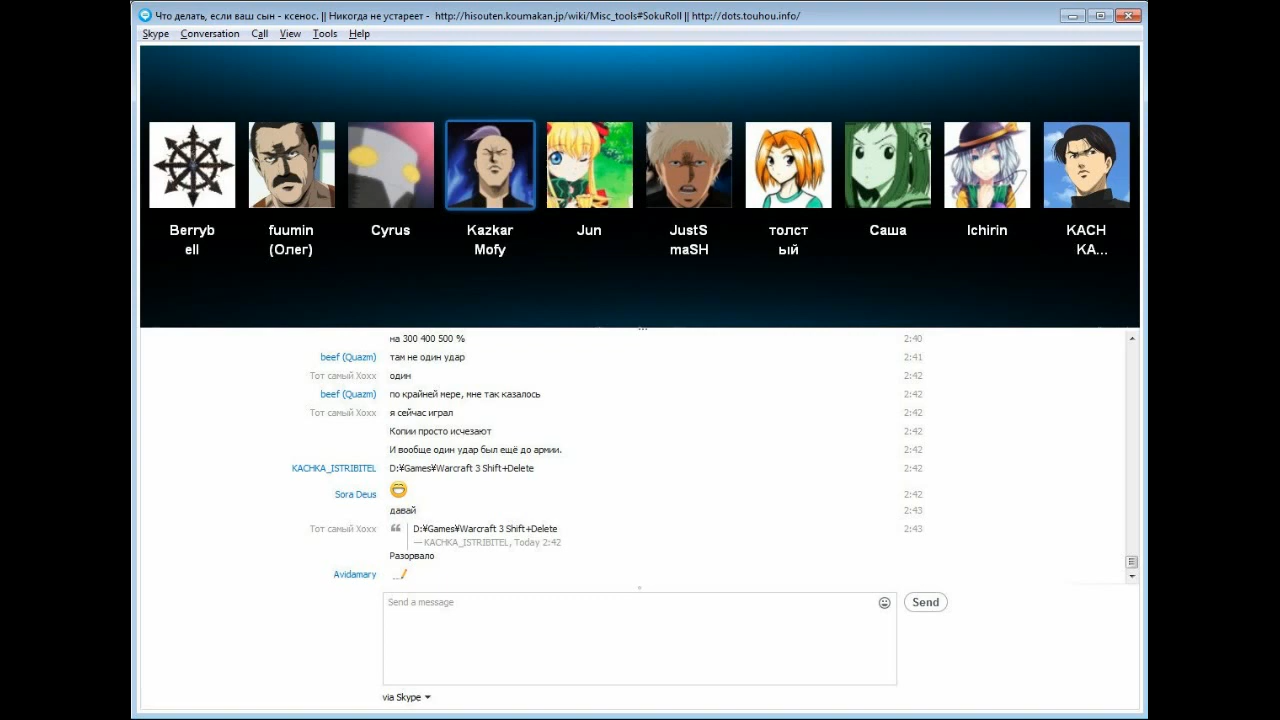 Что делать, если ваш сын - ксенос. || Никогда не устареет - http://hisouten.koumakan.jp/wiki/Misc_tools#SokuRoll || http://dots.touhou.info/
Skype Conversation Call View Tools Help
Berryb
ell
fuumin
(Олег)
Cyrus
Kazkar
Mofy
Jun
JustS
maSH
толст
ый
Саша
Ichirin
KACH
KA...
на 300 400 500 % 2:40
beef (Quazm) там не один удар 2:41
Тот самый Хохх один 2:42
beef (Quazm) по крайней мере, мне так казалось 2:42
Тот самый Хохх я сейчас играл 2:42
Копии просто исчезают 2:42
И вообще один удар был ещё до армии. 2:42
KACHKA_ISTRIBITEL D:¥Games¥Warcraft 3 Shift+Delete 2:42
Sora Deus 2:42
давай 2:43
Тот самый Хохх D:¥Games¥Warcraft 3 Shift+Delete 2:43
— KACHKA_ISTRIBITEL, Today 2:42
Разорвало
Avidamary
Send a message
Send
via Skype